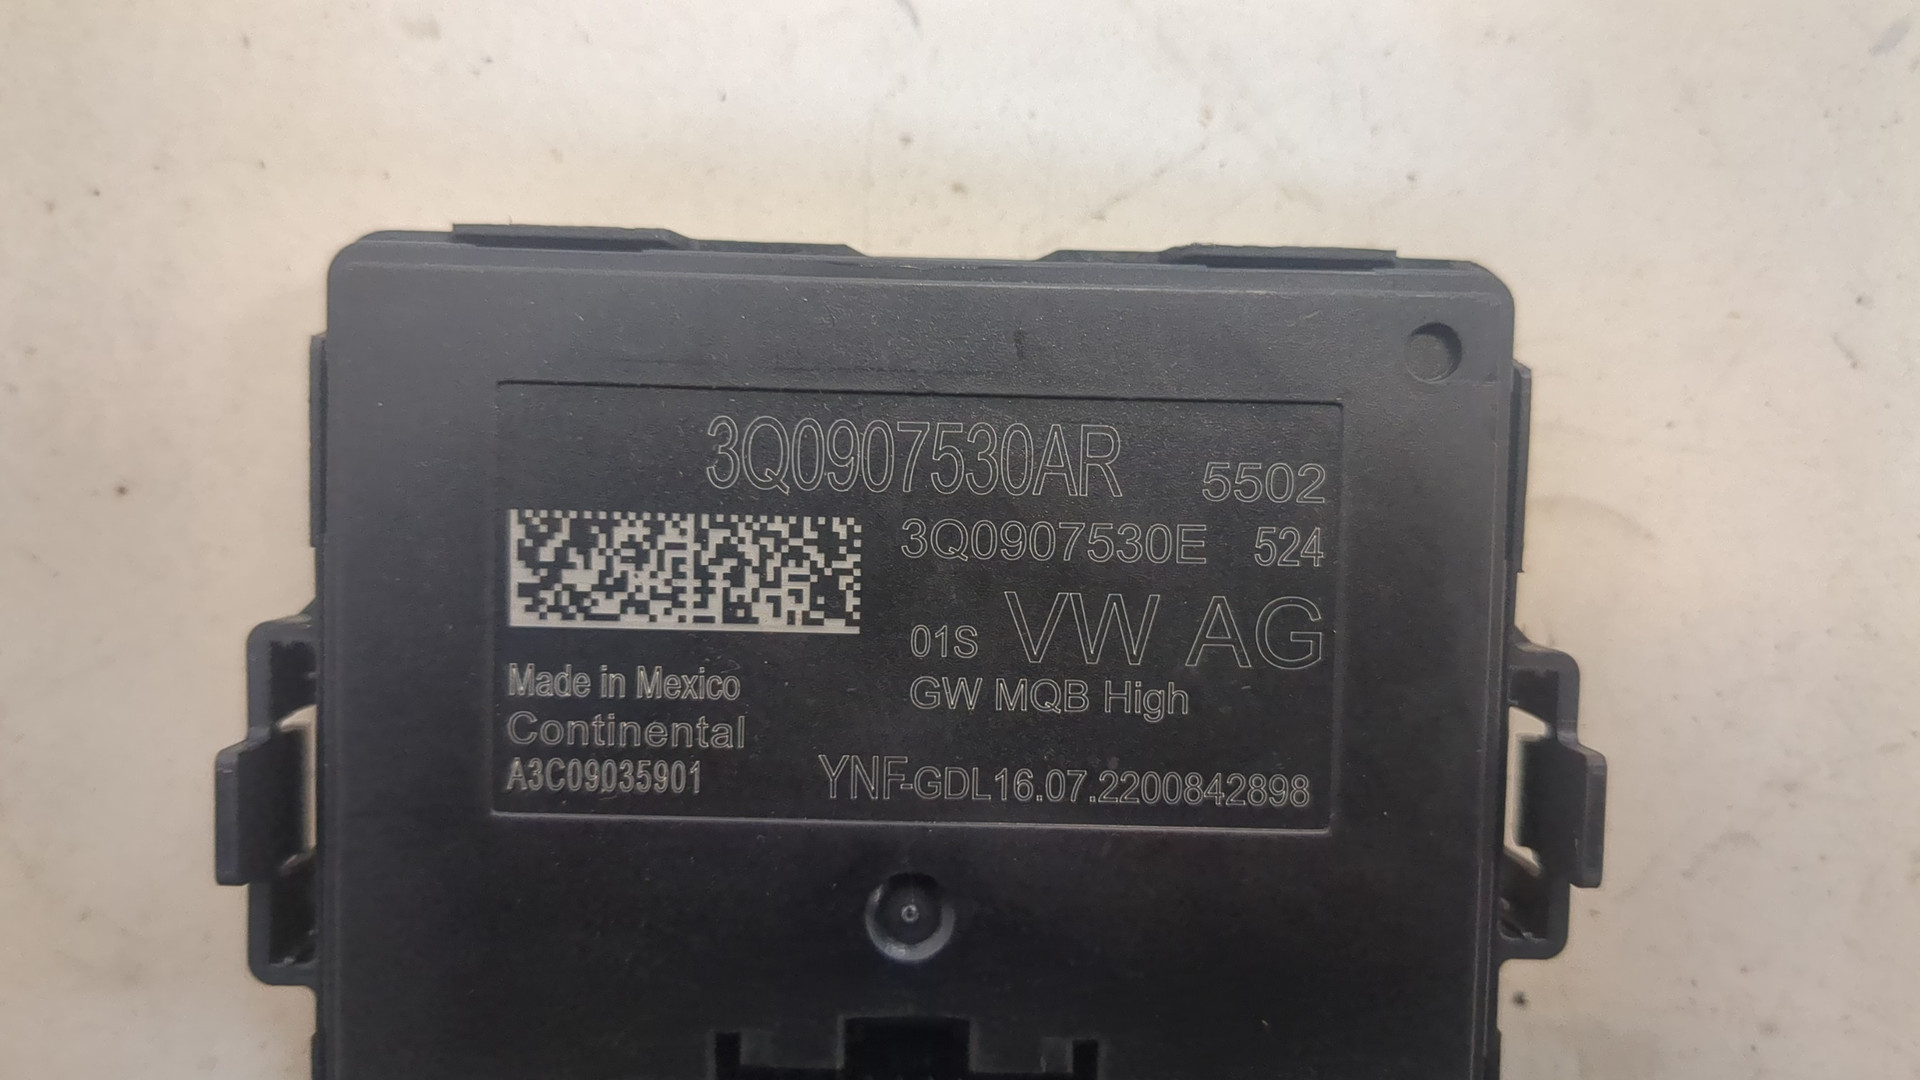 3Q0907530AR 5502
3Q0907530E 524
01S VW AG
GW MQB High
Made in Mexico
Continental
A3C09035901
YNF-GDL16.07.2200842898